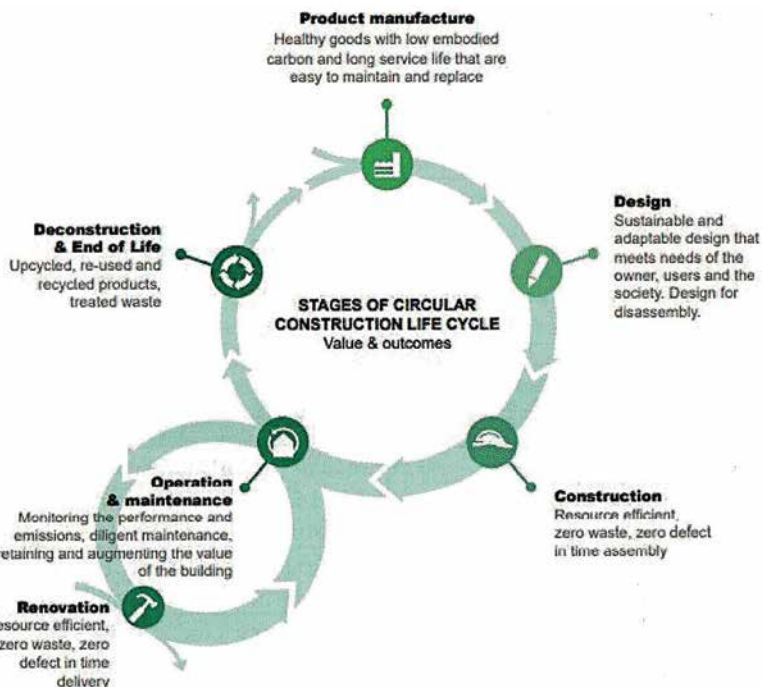 Product manufacture
Healthy goods with low embodied
carbon and long service life that are
easy to maintain and replace
Design
Sustainable and
adaptable design that
meets needs of the
owner, users and the
society. Design for
disassembly.
Deconstruction
& End of Life
Upcycled, re-used and
recycled products,
treated waste
STAGES OF CIRCULAR
CONSTRUCTION LIFE CYCLE
Value & outcomes
Operation
& maintenance
Monitoring the performance and
emissions, diligent maintenance,
etaining and augmenting the value
of the building
Construction
Resource efficient,
zero waste, zero defect
in time assembly
Renovation
esource efficient,
zero waste, zero
defect in time
delivery